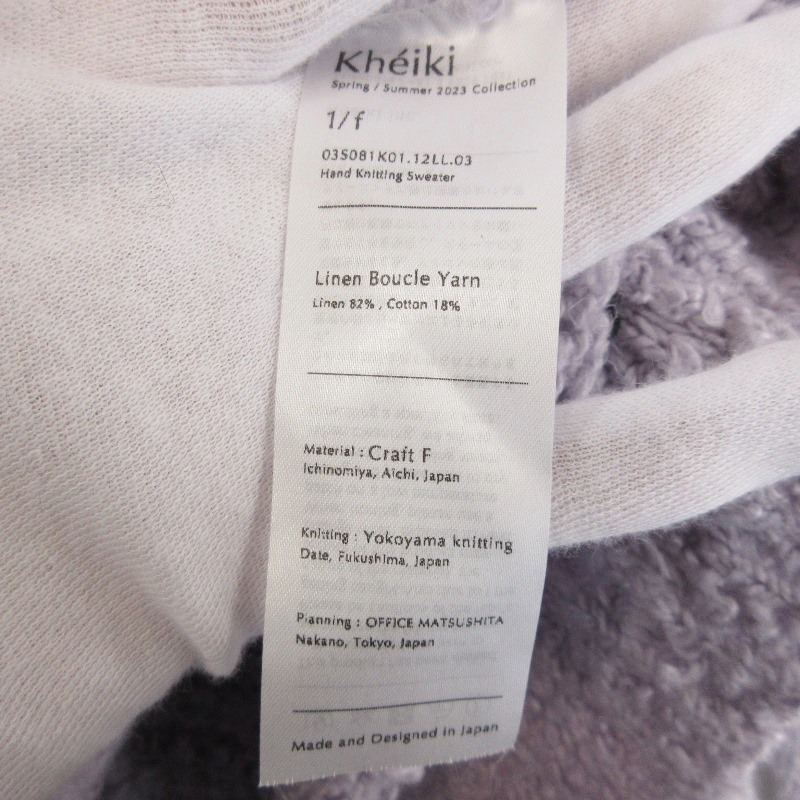 Khéiki
Spring / Summer 2023 Collection
1/f
03S081K01.12LL.03
Hand Knitting Sweater
Linen Boucle Yarn
Linen 82% , Cotton 18%
Material : Craft F
Ichinomiya, Aichi, Japan
Knitting : Yokoyama knitting
Date, Fukushima, Japan
Planning : OFFICE MATSUSHITA
Nakano, Tokyo, Japan
Made and Designed in Japan